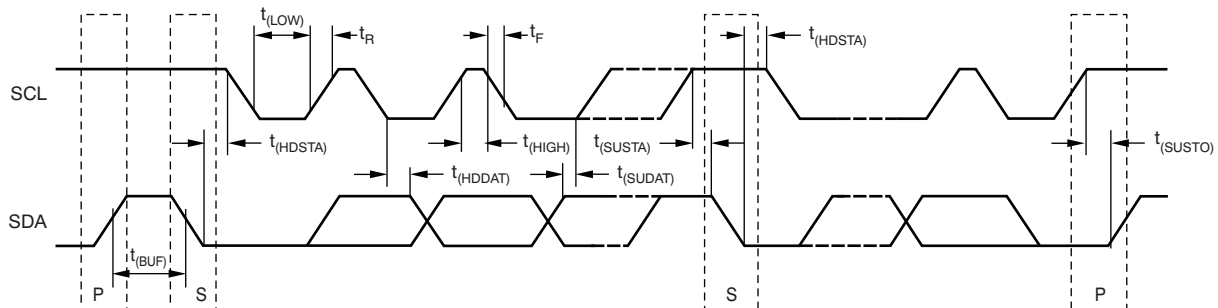 t(LOW)
tR
tF
t(HDSTA)
SCL
t(HDSTA)
t(HIGH)
t(SUSTA)
t(SUSTO)
t(HDDAT)
t(SUDAT)
SDA
t(BUF)
P
S
S
P